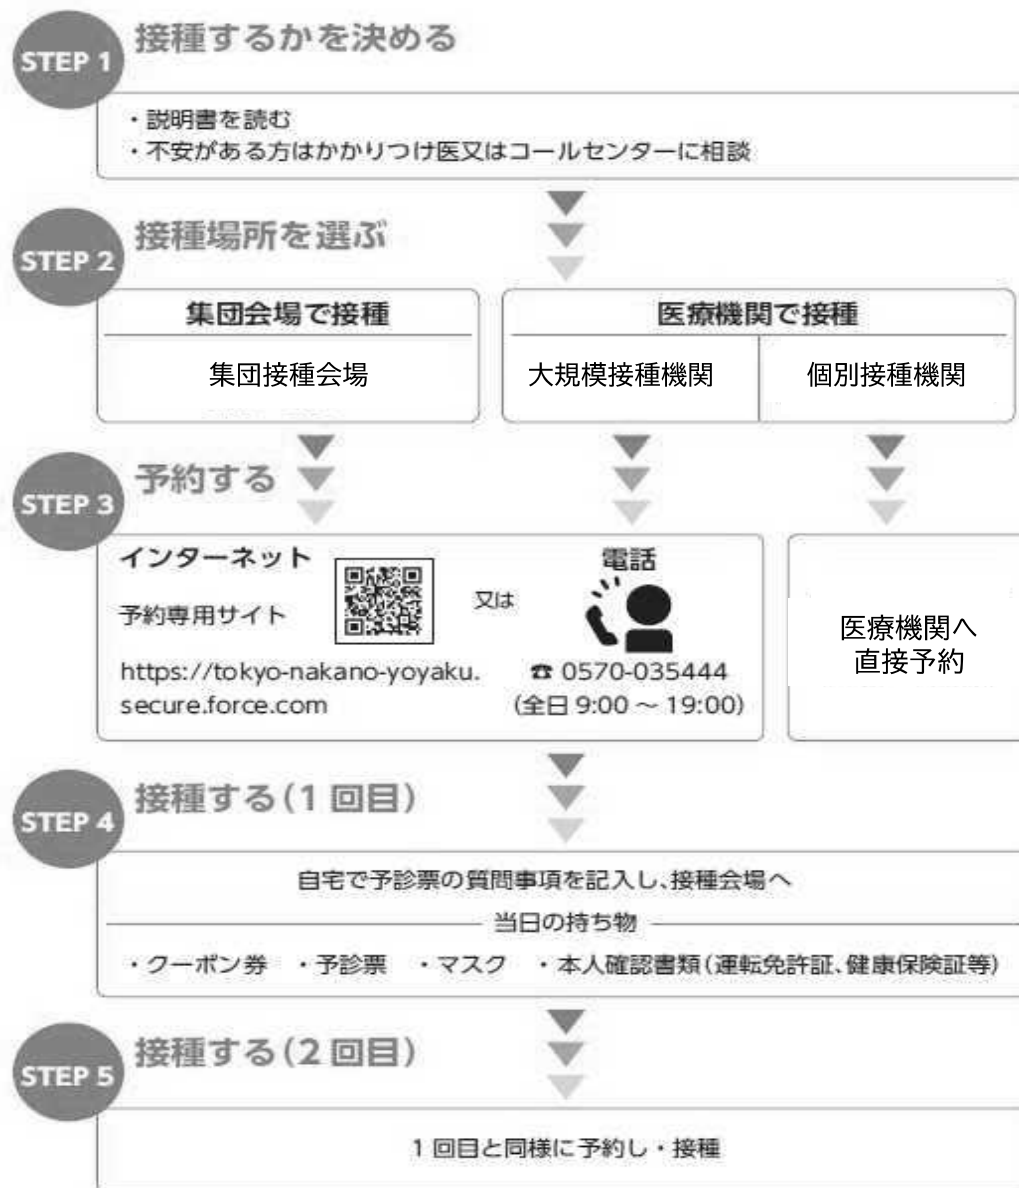 STEP 1
接種するかを決める
・説明書を読む
・不安がある方はかかりつけ医又はコールセンターに相談
STEP 2
接種場所を選ぶ
集団会場で接種
集団接種会場
医療機関で接種
大規模接種機関
個別接種機関
STEP 3
予約する
インターネット
予約専用サイト
https://tokyo-nakano-yoyaku.
secure.force.com
又は
電話
☎ 0570-035444
(全日 9:00 ～ 19:00)
医療機関へ
直接予約
STEP 4
接種する(1回目)
自宅で予診票の質問事項を記入し、接種会場へ
当日の持ち物
・クーポン券 ・予診票 ・マスク ・本人確認書類(運転免許証、健康保険証等)
STEP 5
接種する(2回目)
1回目と同様に予約し・接種